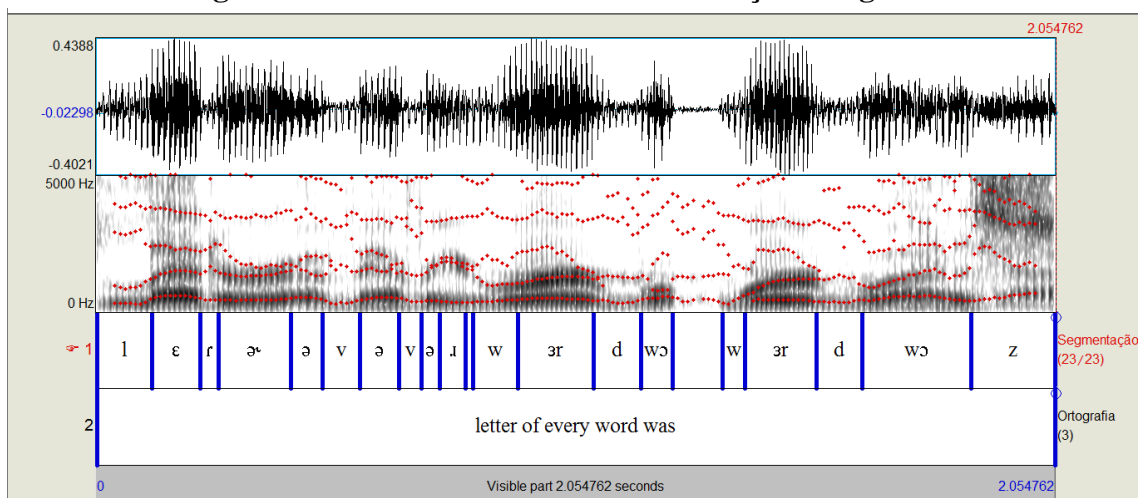 2.054762
0.4388
-0.02298
-0.4021
5000 Hz
0 Hz
1 l ɛ ɾ ɚ ə v ə v ə ɹ w ɜr d wɔ w ɜr d wɔ z Segmentação
(23/23)
2 letter of every word was Ortografia
(3)
0 Visible part 2.054762 seconds 2.054762